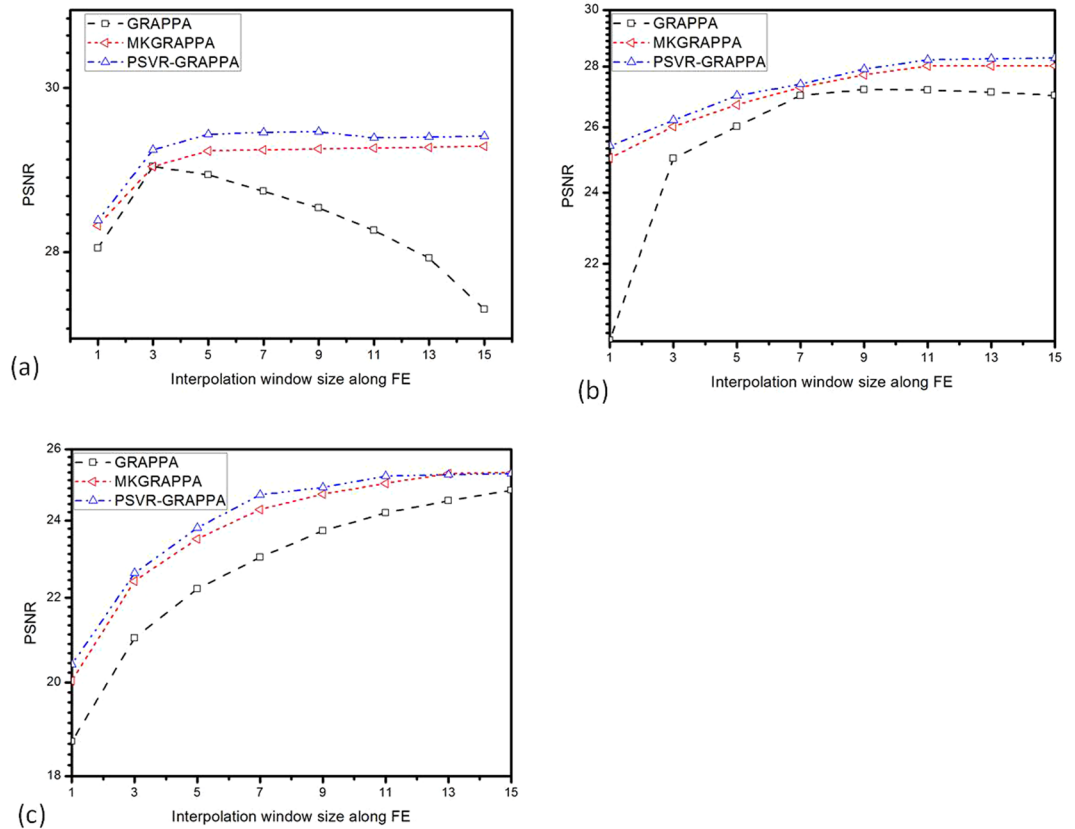 GRAPPA
MKGRAPPA
PSVR-GRAPPA
30
28
PSNR
1 3 5 7 9 11 13 15
Interpolation window size along FE
(a)
GRAPPA
MKGRAPPA
PSVR-GRAPPA
30
28
26
24
22
PSNR
1 3 5 7 9 11 13 15
Interpolation window size along FE
(b)
GRAPPA
MKGRAPPA
PSVR-GRAPPA
26
24
22
20
18
PSNR
1 3 5 7 9 11 13 15
Interpolation window size along FE
(c)